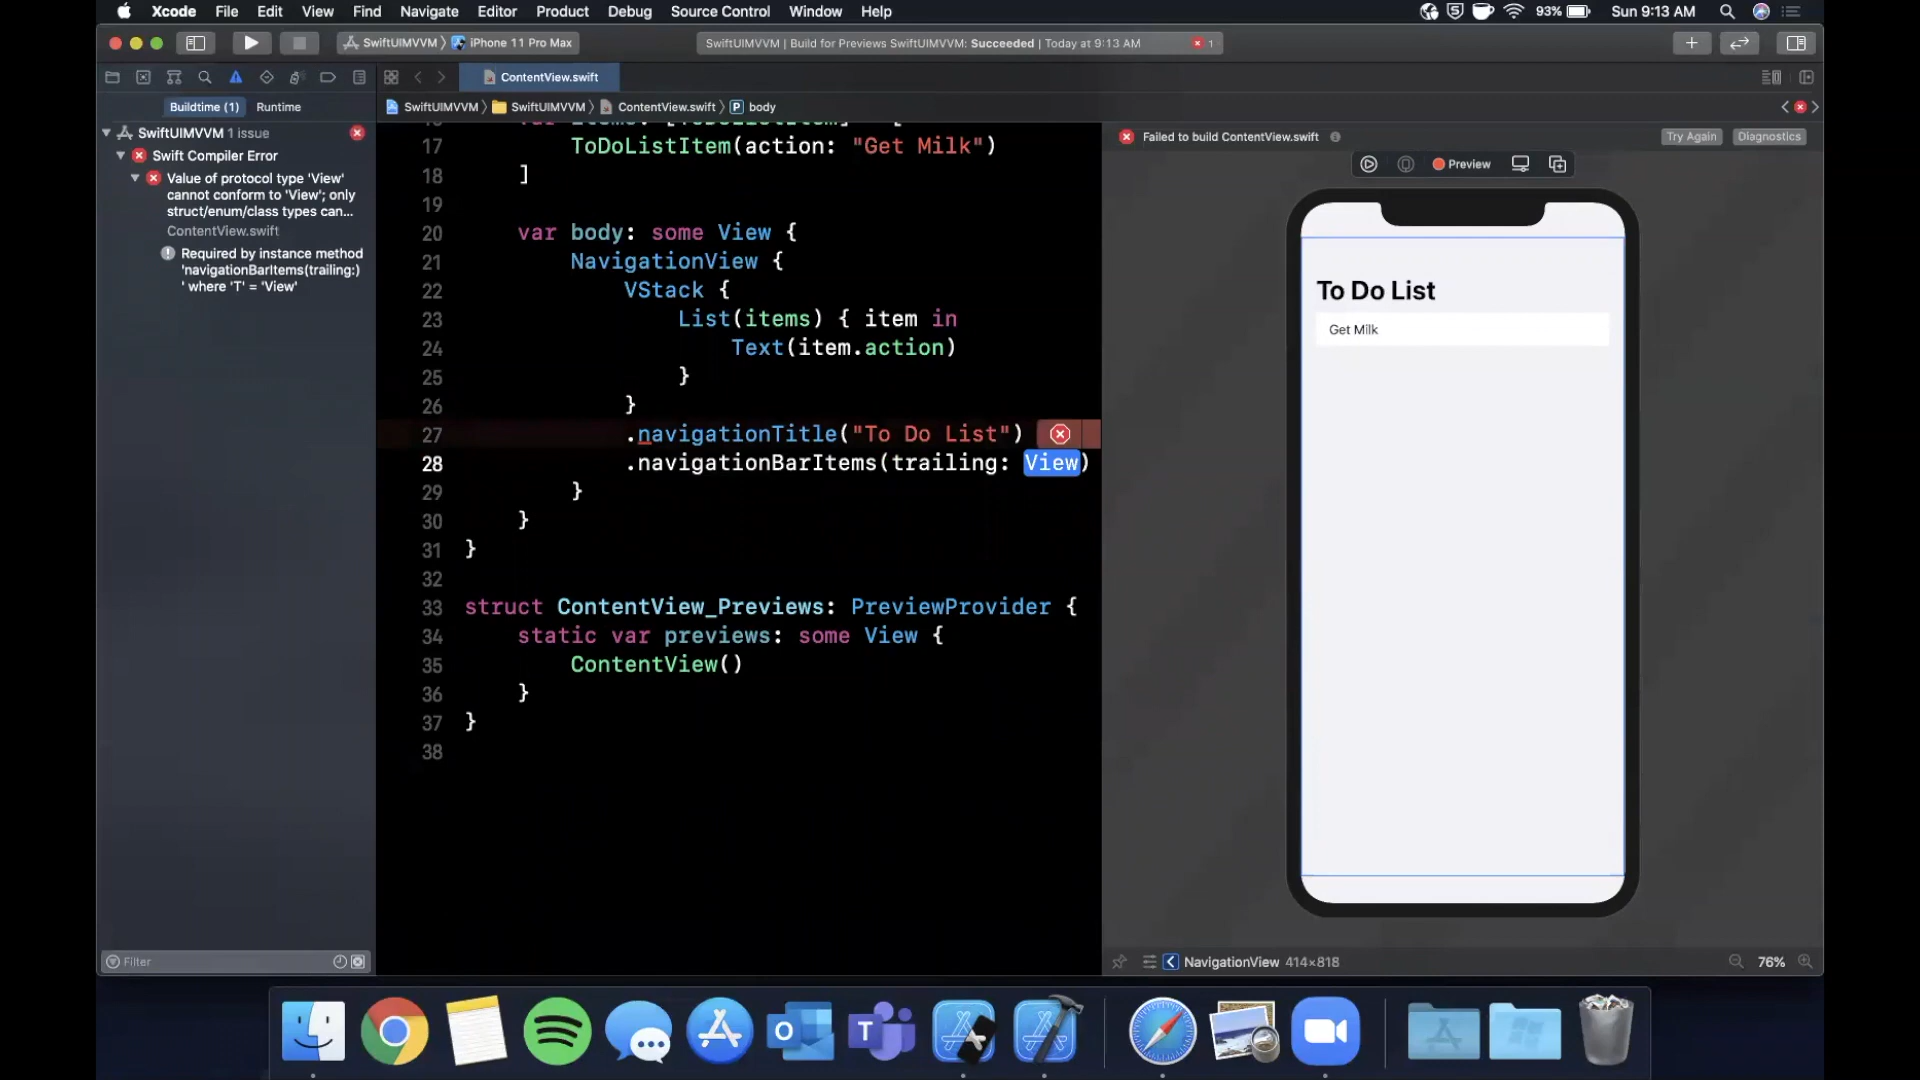 Xcode File Edit View Find Navigate Editor Product Debug Source Control Window Help
93% Sun 9:13 AM
SwiftUIMVVM iPhone 11 Pro Max
SwiftUIMVVM | Build for Previews SwiftUIMVVM: Succeeded | Today at 9:13 AM 1
ContentView.swift
Buildtime (1) Runtime
SwiftUIMVVM SwiftUIMVVM ContentView.swift P body
SwiftUIMVVM 1 issue
Swift Compiler Error
Value of protocol type 'View'
cannot conform to 'View'; only
struct/enum/class types can...
ContentView.swift
Required by instance method
'navigationBarItems(trailing:)
' where 'T' = 'View'
Filter
17 ToDoListItem(action: "Get Milk")
18 ]
19
20 var body: some View {
21 NavigationView {
22 VStack {
23 List(items) { item in
24 Text(item.action)
25 }
26 }
27 .navigationTitle("To Do List")
28 .navigationBarItems(trailing: View)
29 }
30 }
31 }
32
33 struct ContentView_Previews: PreviewProvider {
34 static var previews: some View {
35 ContentView()
36 }
37 }
38
Failed to build ContentView.swift Try Again Diagnostics
Preview
To Do List
Get Milk
NavigationView 414×818 76%